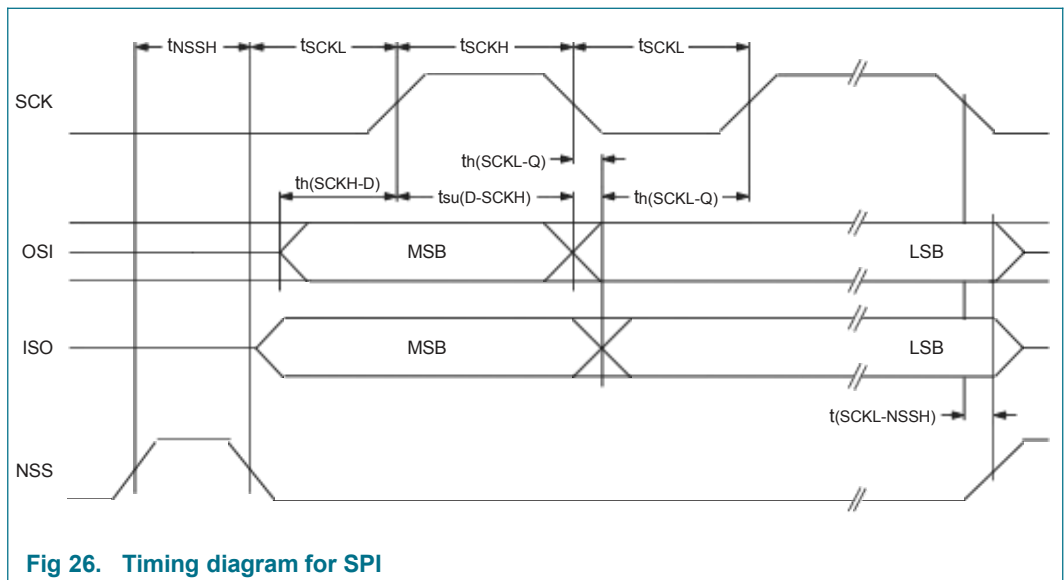 tNSSH tSCKL tSCKH tSCKL
SCK
th(SCKL-Q)
th(SCKH-D) tsu(D-SCKH) th(SCKL-Q)
OSI MSB LSB
ISO MSB LSB
t(SCKL-NSSH)
NSS
Fig 26. Timing diagram for SPI